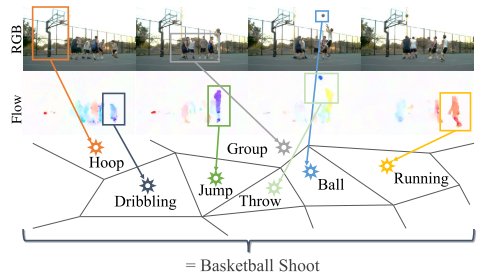 RGB
Flow
Hoop
Group
Dribbling
Jump
Throw
Ball
Running
= Basketball Shoot